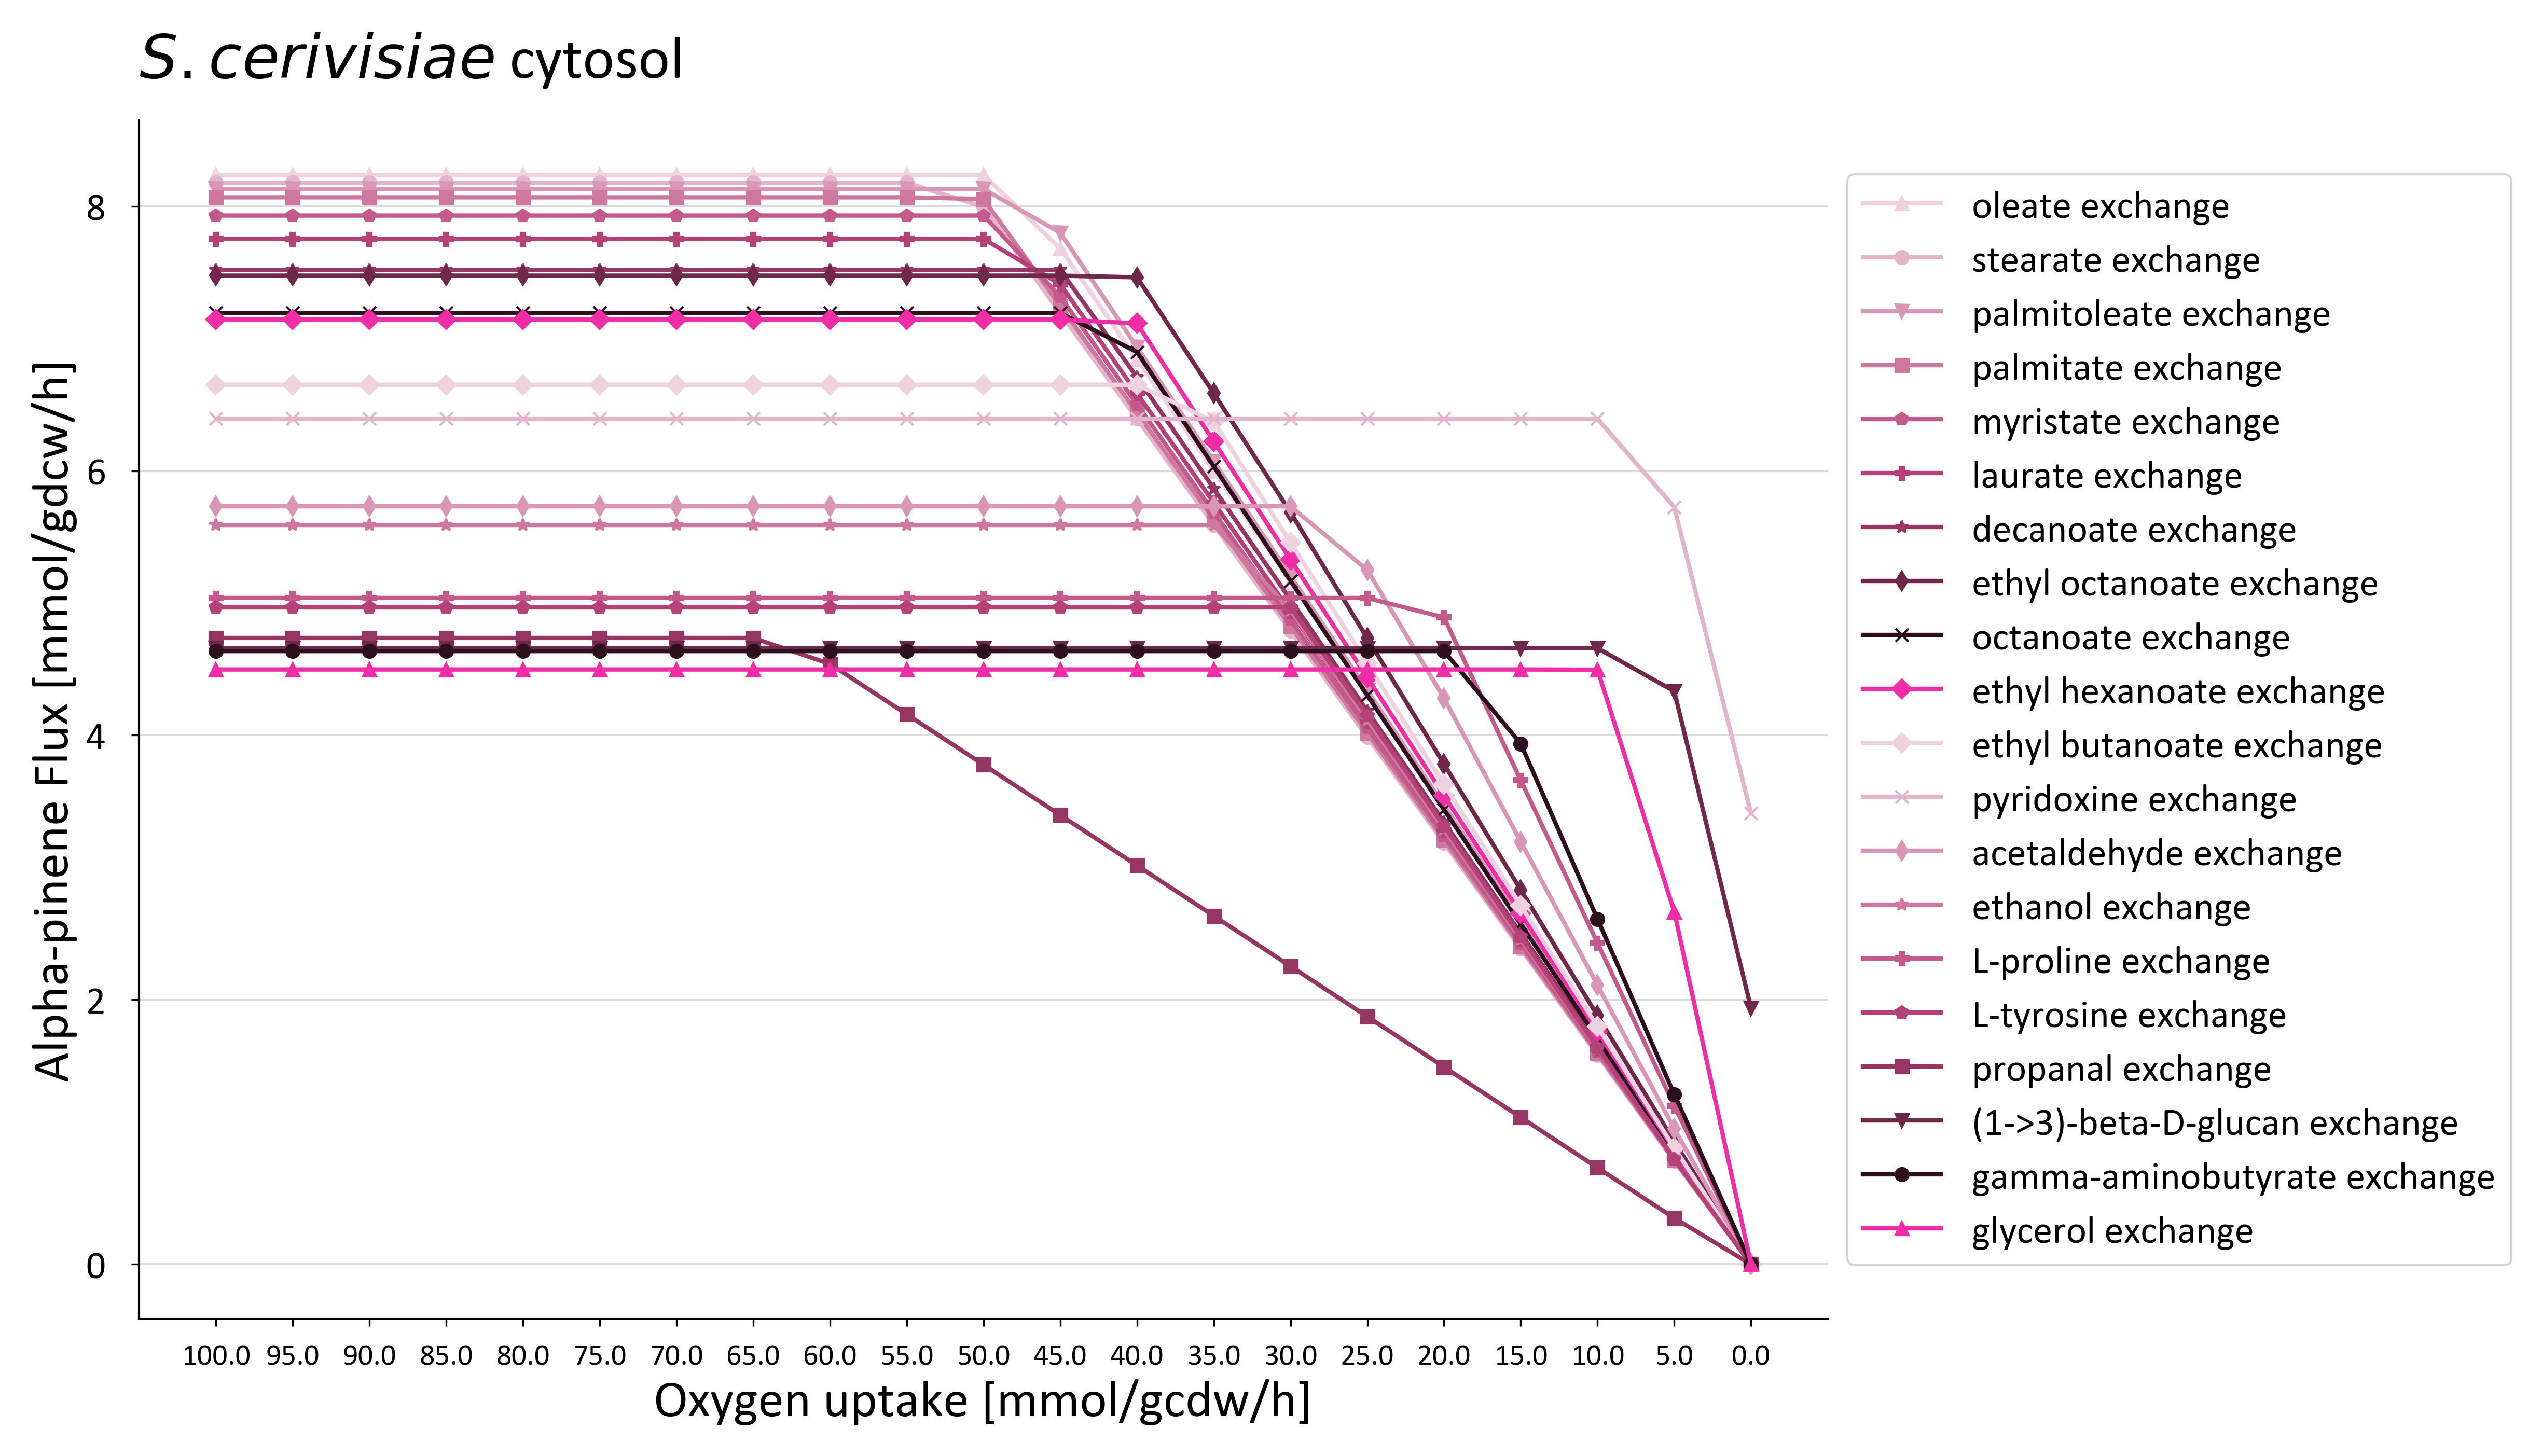 S. cerivisiae cytosol
Alpha-pinene Flux [mmol/gdcw/h]
8
6
4
2
0
100.0 95.0 90.0 85.0 80.0 75.0 70.0 65.0 60.0 55.0 50.0 45.0 40.0 35.0 30.0 25.0 20.0 15.0 10.0 5.0 0.0
Oxygen uptake [mmol/gcdw/h]
oleate exchange
stearate exchange
palmitoleate exchange
palmitate exchange
myristate exchange
laurate exchange
decanoate exchange
ethyl octanoate exchange
octanoate exchange
ethyl hexanoate exchange
ethyl butanoate exchange
pyridoxine exchange
acetaldehyde exchange
ethanol exchange
L-proline exchange
L-tyrosine exchange
propanal exchange
(1->3)-beta-D-glucan exchange
gamma-aminobutyrate exchange
glycerol exchange